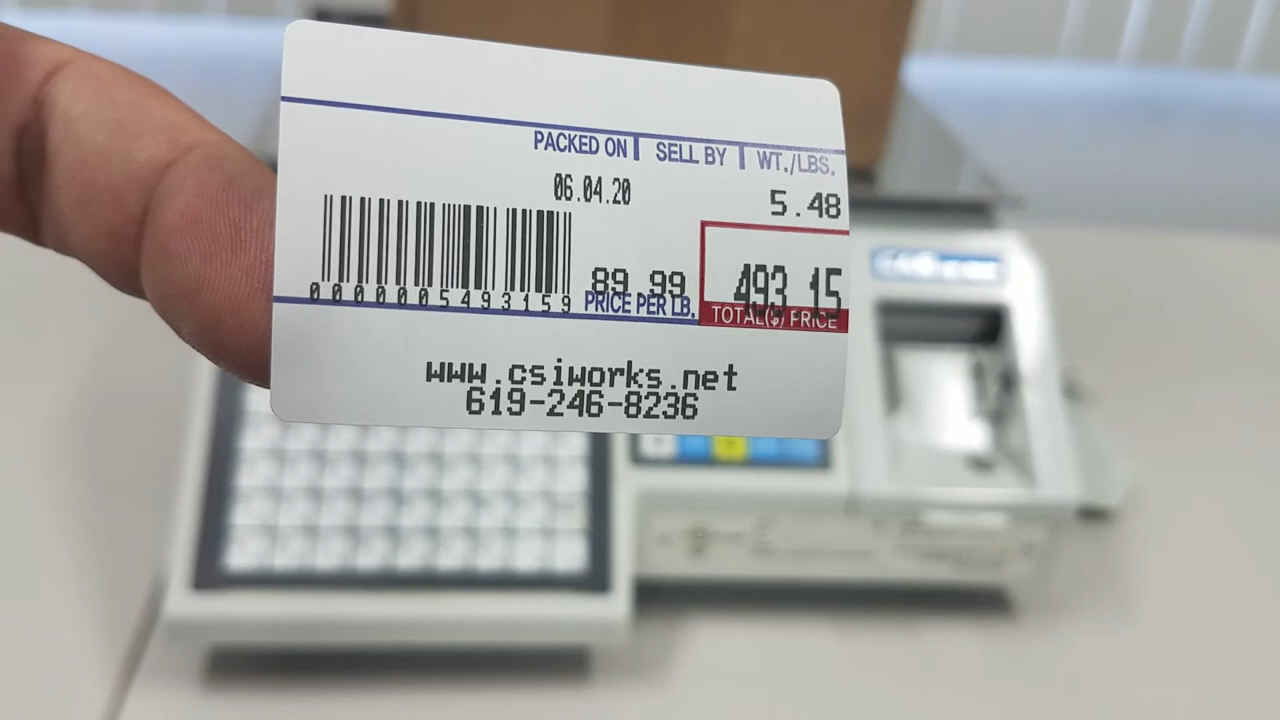 PACKED ON SELL BY WT./LBS.
06.04.20 5.48
89.99 493 15
0000005493159 PRICE PER LB. TOTAL($) PRICE
www.csiworks.net
619-246-8236